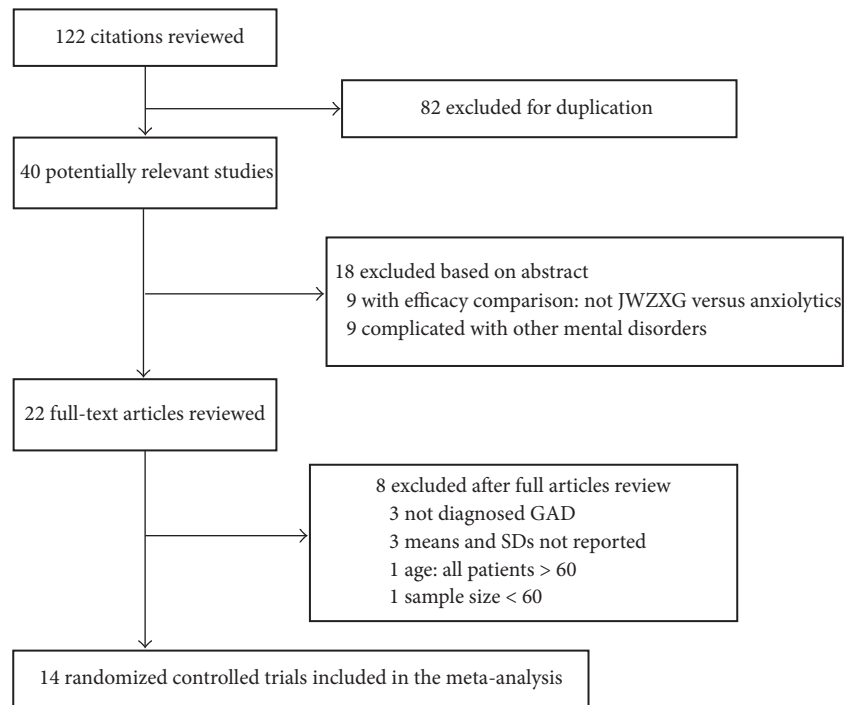 122 citations reviewed
82 excluded for duplication
40 potentially relevant studies
18 excluded based on abstract
9 with efficacy comparison: not JWZXG versus anxiolytics
9 complicated with other mental disorders
22 full-text articles reviewed
8 excluded after full articles review
3 not diagnosed GAD
3 means and SDs not reported
1 age: all patients > 60
1 sample size < 60
14 randomized controlled trials included in the meta-analysis